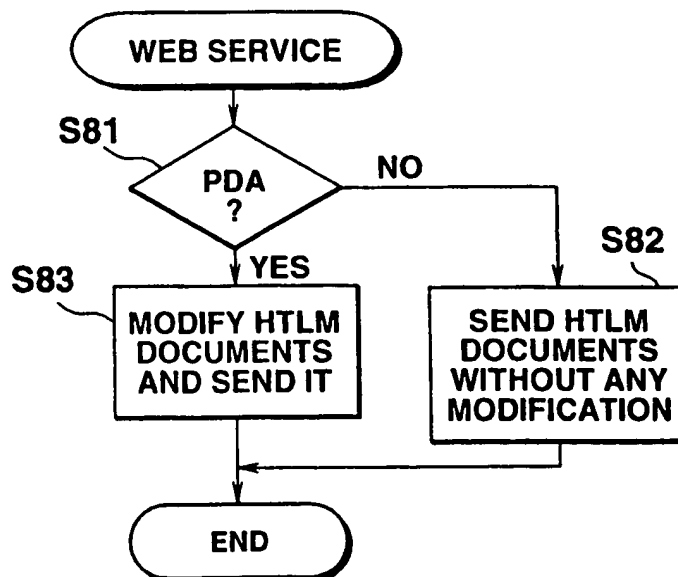 WEB SERVICE
S81
PDA
?
NO
YES
S82
S83
MODIFY HTLM
DOCUMENTS
AND SEND IT
SEND HTLM
DOCUMENTS
WITHOUT ANY
MODIFICATION
END